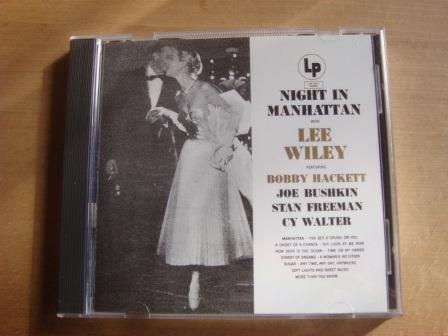 LP
NIGHT IN
MANHATTAN
WITH
LEE
WILEY
FEATURING
BOBBY HACKETT
JOE BUSHKIN
STAN FREEMAN
CY WALTER
MANHATTAN - I'VE GOT A CRUSH ON YOU
A GHOST OF A CHANCE - OH! LOOK AT ME NOW
HOW DEEP IS THE OCEAN - TIME ON MY HANDS
STREET OF DREAMS - A WOMAN'S INTUITION
SUGAR - ANY TIME, ANY DAY, ANYWHERE
SOFT LIGHTS AND SWEET MUSIC
MORE THAN YOU KNOW